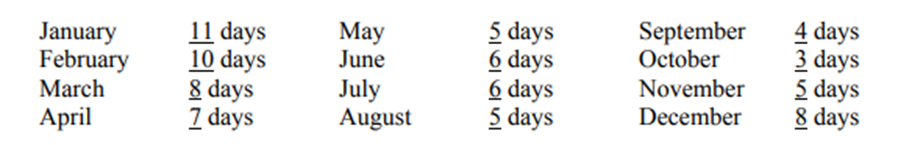 January 11 days May 5 days September 4 days
February 10 days June 6 days October 3 days
March 8 days July 6 days November 5 days
April 7 days August 5 days December 8 days